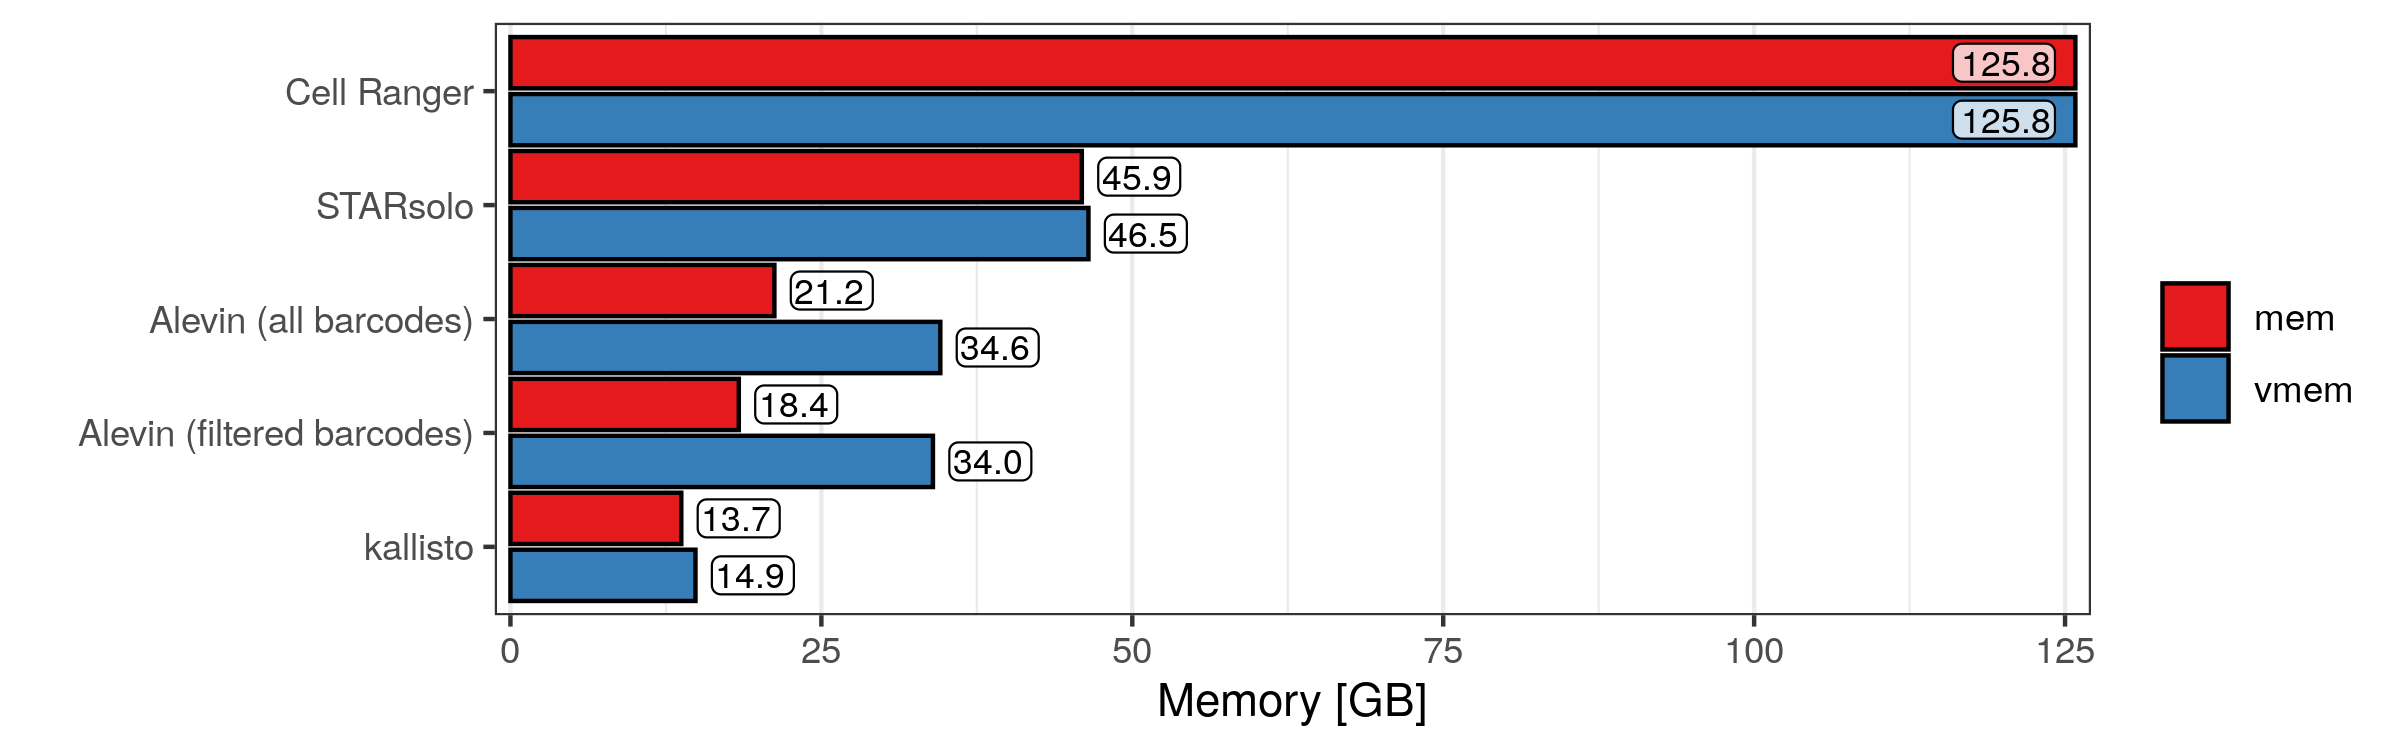 Cell Ranger
125.8
125.8
STARsolo
45.9
46.5
Alevin (all barcodes)
21.2
34.6
Alevin (filtered barcodes)
18.4
34.0
kallisto
13.7
14.9
0 25 50 75 100 125
Memory [GB]
mem
vmem